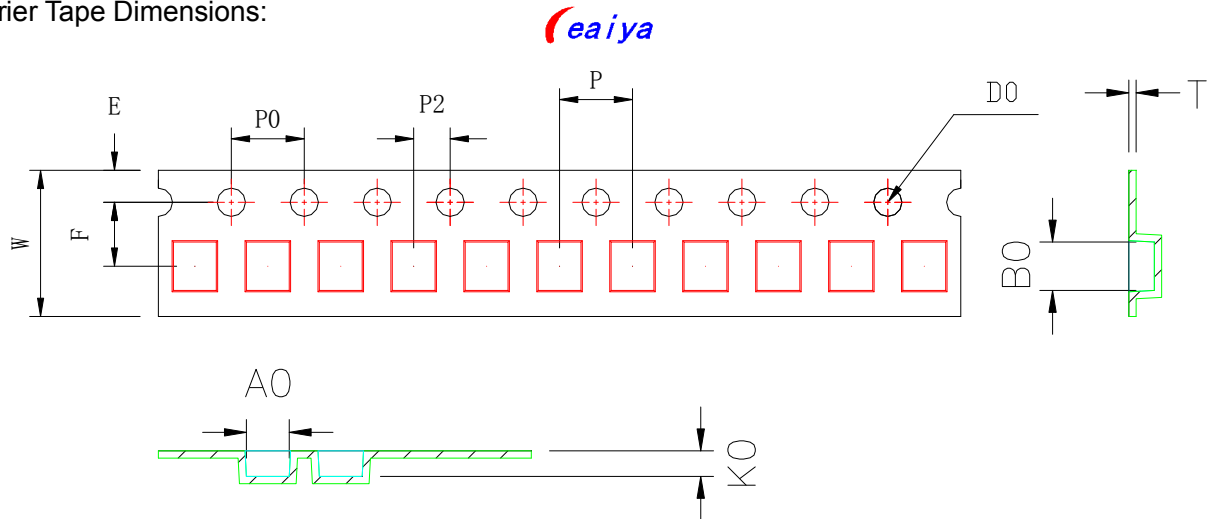 rier Tape Dimensions:
eaiya
E
P0
P2
P
D0
T
W
F
B0
A0
K0